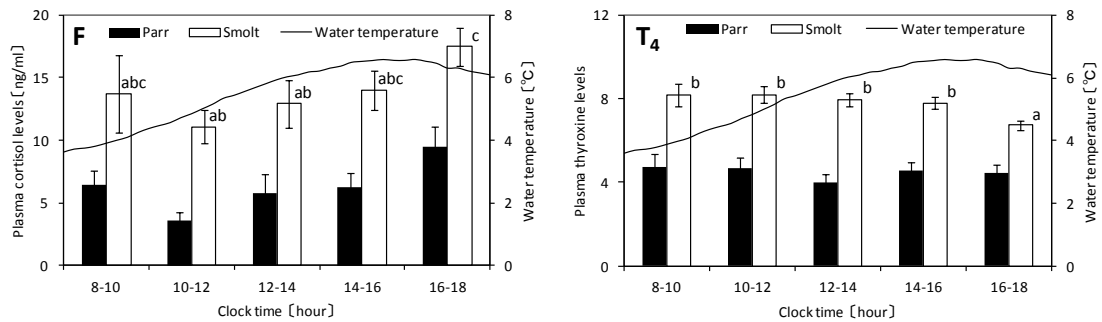 F
Parr Smolt Water temperature
Plasma cortisol levels〔ng/ml〕
20
15
10
5
0
abc
ab
ab
abc
c
8
6
4
2
0
Water temperature〔℃〕
8-10 10-12 12-14 14-16 16-18
Clock time〔hour〕
T4
Parr Smolt Water temperature
Plasma thyroxine levels
12
8
4
0
b
b
b
b
a
8
6
4
2
0
Water temperature〔℃〕
8-10 10-12 12-14 14-16 16-18
Clock time〔hour〕